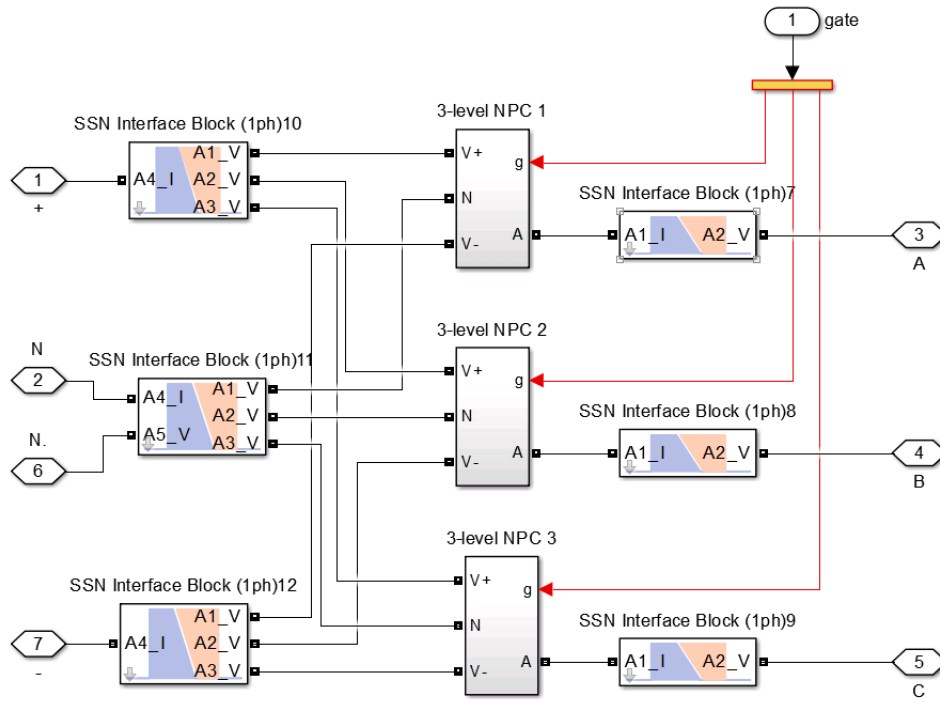 1
gate
3-level NPC 1
SSN Interface Block (1ph)10
V+
g
N
V-
A
A4_I
A1_V
A2_V
A3_V
1
+
SSN Interface Block (1ph)7
A1_I
A2_V
3
A
3-level NPC 2
N
2
SSN Interface Block (1ph)11
A4_I
A5_V
A1_V
A2_V
A3_V
N.
6
V+
g
N
V-
A
SSN Interface Block (1ph)8
A1_I
A2_V
4
B
3-level NPC 3
SSN Interface Block (1ph)12
7
-
A4_I
A1_V
A2_V
A3_V
V+
g
N
V-
A
SSN Interface Block (1ph)9
A1_I
A2_V
5
C